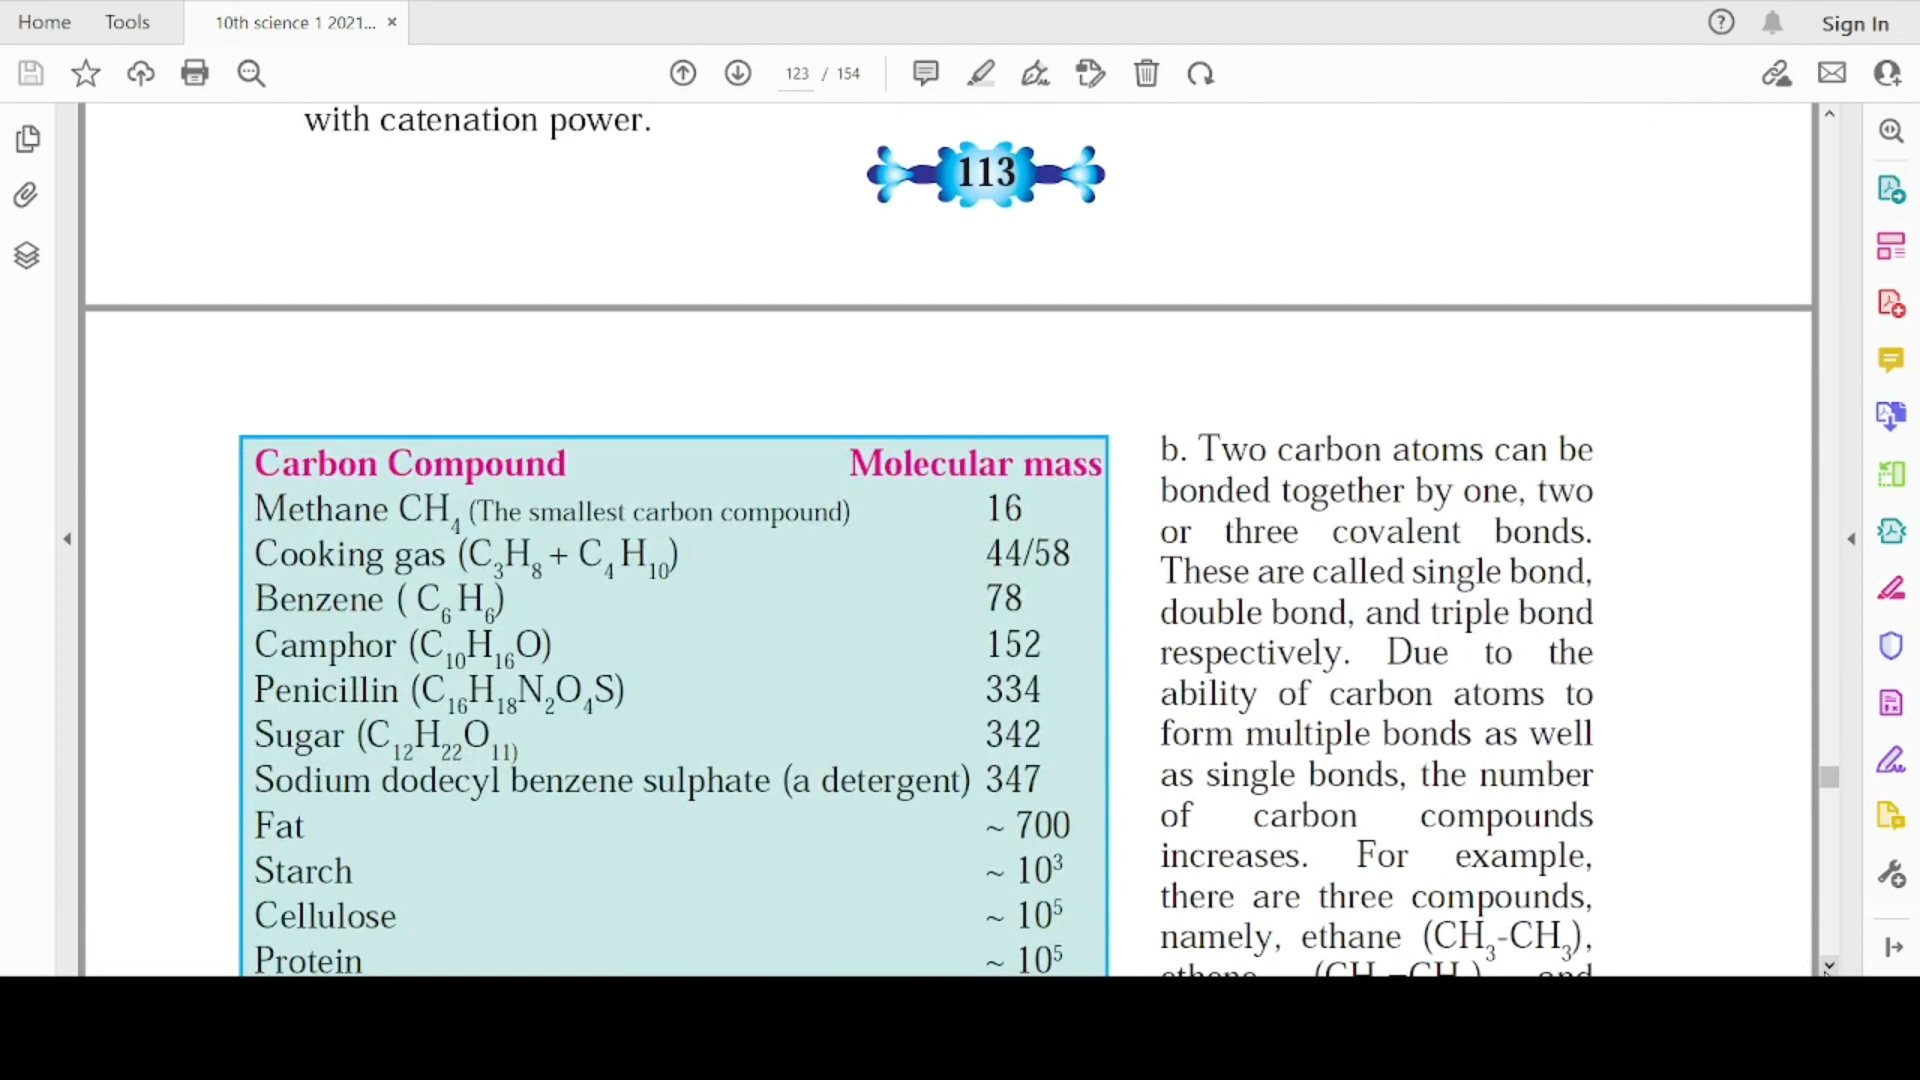 Home Tools 10th science 1 2021... × Sign In
123 / 154
with catenation power.
113
Carbon Compound Molecular mass
Methane CH₄ (The smallest carbon compound) 16
Cooking gas (C₃H₈ + C₄ H₁₀) 44/58
Benzene ( C₆ H₆) 78
Camphor (C₁₀H₁₆O) 152
Penicillin (C₁₆H₁₈N₂O₄S) 334
Sugar (C₁₂H₂₂O₁₁₎ 342
Sodium dodecyl benzene sulphate (a detergent) 347
Fat ~ 700
Starch ~ 10³
Cellulose ~ 10⁵
Protein ~ 10⁵
b. Two carbon atoms can be
bonded together by one, two
or three covalent bonds.
These are called single bond,
double bond, and triple bond
respectively. Due to the
ability of carbon atoms to
form multiple bonds as well
as single bonds, the number
of carbon compounds
increases. For example,
there are three compounds,
namely, ethane (CH₃-CH₃),